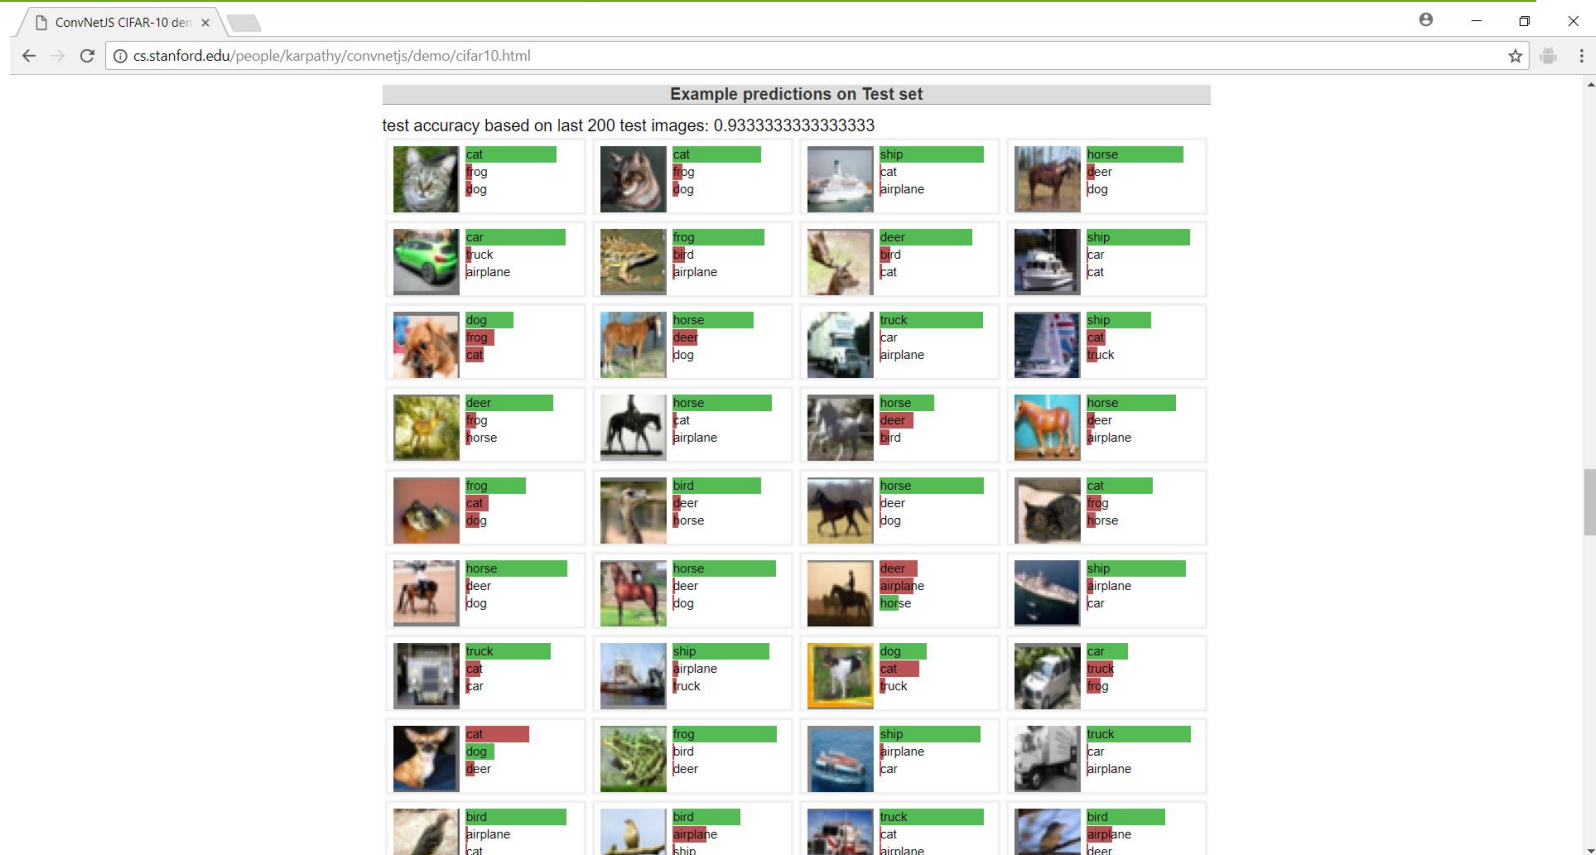 ConvNetJS CIFAR-10 den
cs.stanford.edu/people/karpathy/convnetjs/demo/cifar10.html
Example predictions on Test set
test accuracy based on last 200 test images: 0.9333333333333333
cat
frog
dog
cat
frog
dog
ship
cat
airplane
horse
deer
dog
car
truck
airplane
frog
bird
airplane
deer
bird
cat
ship
car
cat
dog
frog
cat
horse
deer
dog
truck
car
airplane
ship
cat
truck
deer
frog
horse
horse
cat
airplane
horse
deer
bird
horse
deer
airplane
frog
cat
dog
bird
deer
horse
horse
deer
dog
cat
frog
horse
horse
deer
dog
horse
deer
dog
deer
airplane
horse
ship
airplane
car
truck
cat
car
ship
airplane
truck
dog
cat
truck
car
truck
frog
cat
dog
deer
frog
bird
deer
ship
airplane
car
truck
car
airplane
bird
airplane
cat
bird
airplane
ship
truck
cat
airplane
bird
airplane
deer